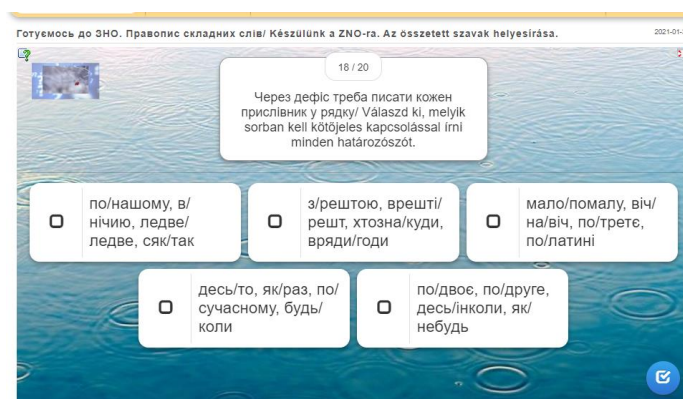 Готуємось до ЗНО. Правопис складних слів/ Készülünk a ZNO-ra. Az összetett szavak helyesírása.
2021-01-
18 / 20
Через дефіс треба писати кожен
прислівник у рядку/ Válaszd ki, melyik
sorban kell kötőjeles kapcsolással írni
minden határozószót.
по/нашому, в/
нічию, ледве/
ледве, сяк/так
з/рештою, врешті/
решт, хтозна/куди,
вряди/годи
мало/помалу, віч/
на/віч, по/третє,
по/латині
десь/то, як/раз, по/
сучасному, будь/
коли
по/двоє, по/друге,
десь/інколи, як/
небудь